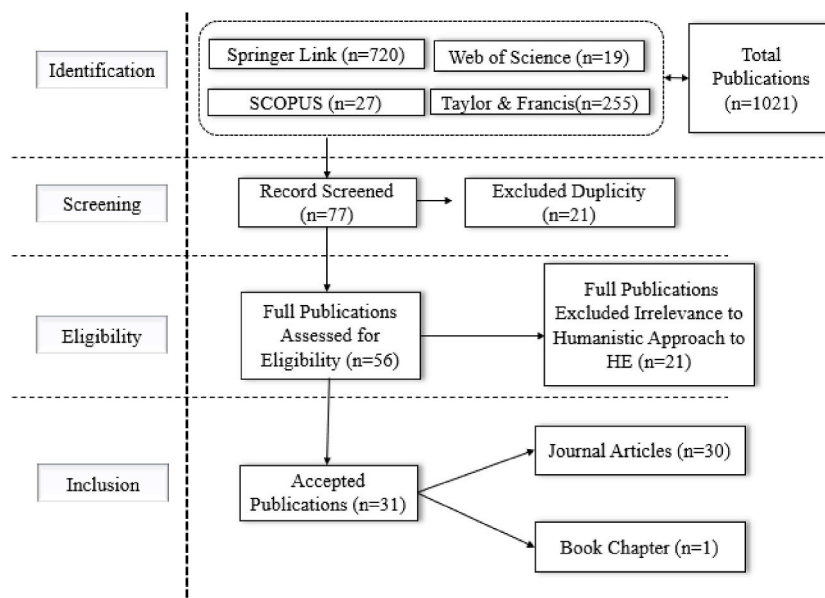 Identification
Springer Link (n=720)
Web of Science (n=19)
SCOPUS (n=27)
Taylor & Francis(n=255)
Total
Publications
(n=1021)
Screening
Record Screened
(n=77)
Excluded Duplicity
(n=21)
Eligibility
Full Publications
Assessed for
Eligibility (n=56)
Full Publications
Excluded Irrelevance to
Humanistic Approach to
HE (n=21)
Inclusion
Accepted
Publications (n=31)
Journal Articles (n=30)
Book Chapter (n=1)